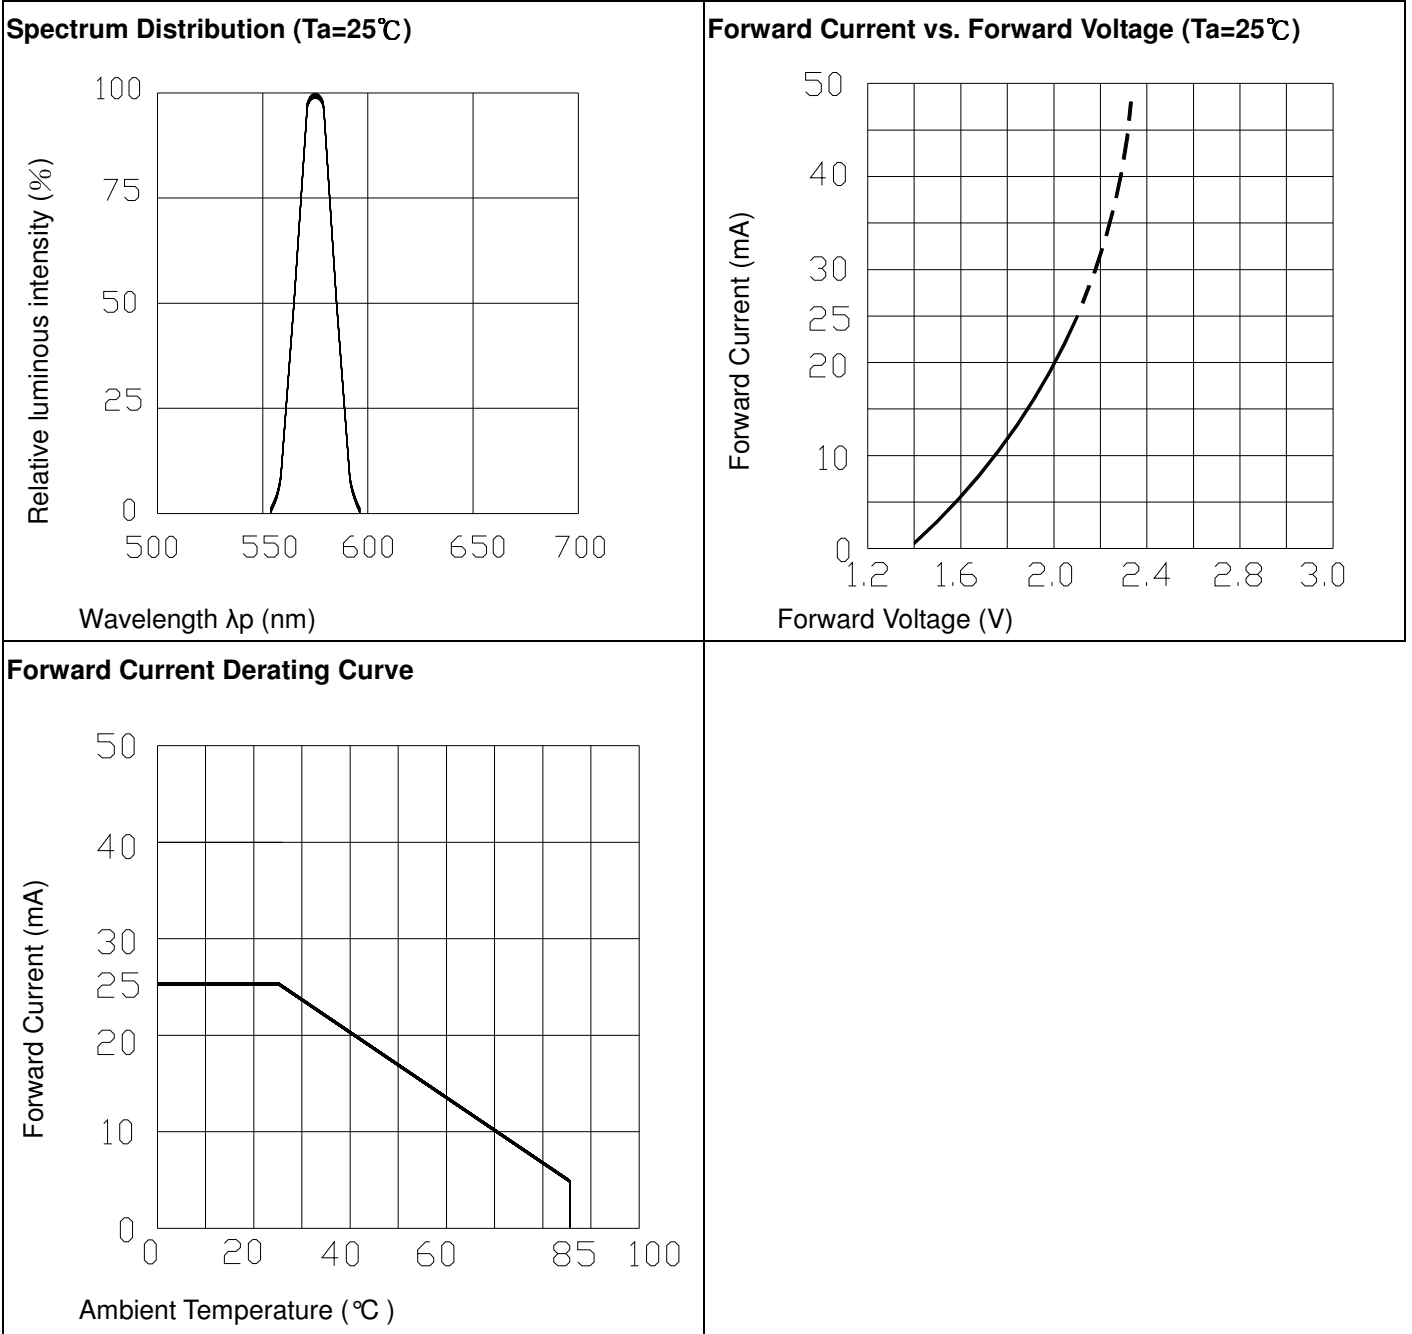 Spectrum Distribution (Ta=25℃)
100
75
50
25
0
500 550 600 650 700
Relative luminous intensity (%)
Wavelength λp (nm)
Forward Current vs. Forward Voltage (Ta=25℃)
50
40
30
25
20
10
0
1.2 1.6 2.0 2.4 2.8 3.0
Forward Current (mA)
Forward Voltage (V)
Forward Current Derating Curve
50
40
30
25
20
10
0
0 20 40 60 85 100
Forward Current (mA)
Ambient Temperature (℃ )